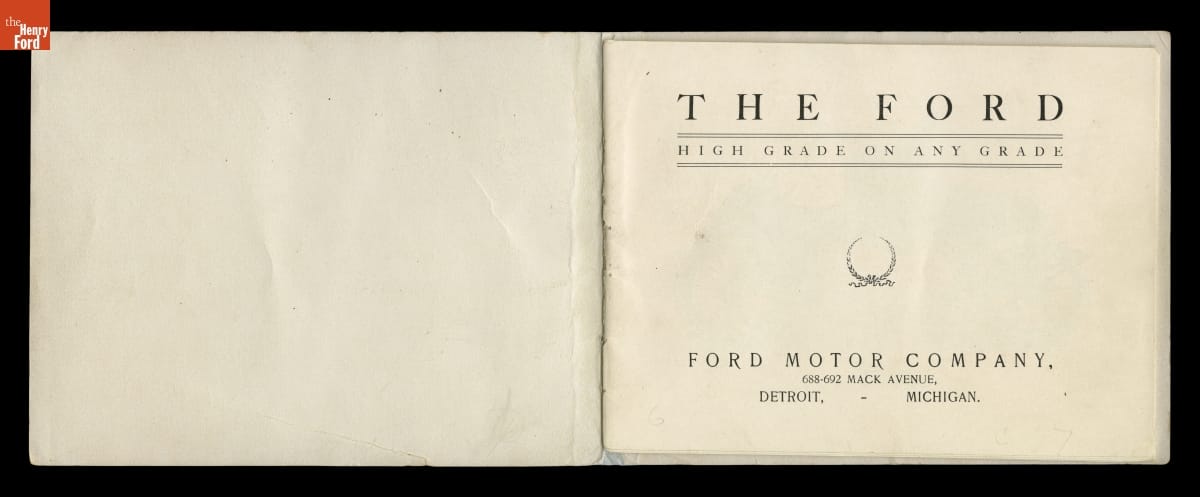 the
Henry
Ford
THE FORD
HIGH GRADE ON ANY GRADE
FORD MOTOR COMPANY,
688-692 MACK AVENUE,
DETROIT, - MICHIGAN.
6